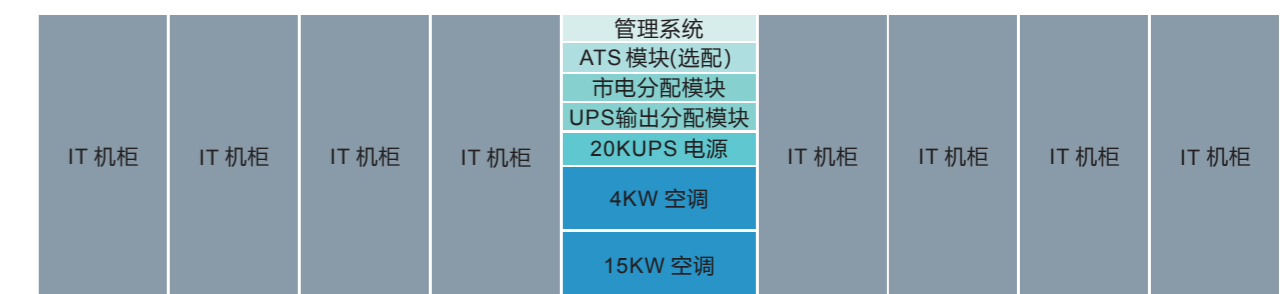 IT 机柜
IT 机柜
IT 机柜
IT 机柜
管理系统
ATS 模块(选配)
市电分配模块
UPS输出分配模块
20KUPS 电源
4KW 空调
15KW 空调
IT 机柜
IT 机柜
IT 机柜
IT 机柜